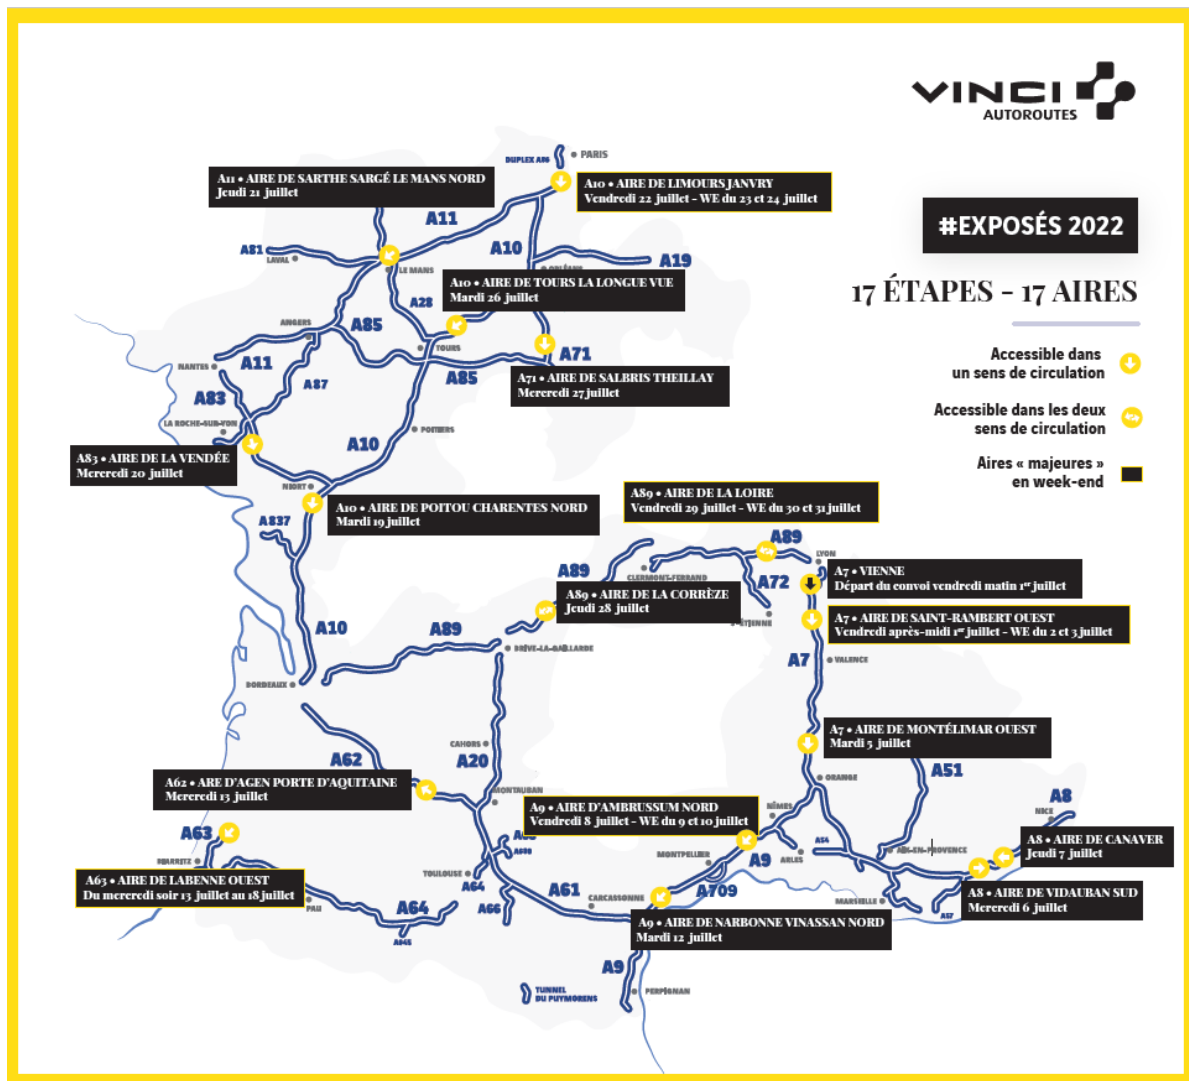 VINCI
AUTOROUTES
#EXPOSÉS 2022
17 ÉTAPES - 17 AIRES
Accessible dans
un sens de circulation
Accessible dans les deux
sens de circulation
Aires « majeures »
en week-end
DUPLEX A86
PARIS
A11 • AIRE DE SARTHE SARGÉ LE MANS NORD
Jeudi 21 juillet
A10 • AIRE DE LIMOURS JANVRY
Vendredi 22 juillet - WE du 23 et 24 juillet
A11
A81
LAVAL
LE MANS
A10
A19
A10 • AIRE DE TOURS LA LONGUE VUE
Mardi 26 juillet
A28
ANGERS
A85
TOURS
NANTES
A11
A87
A85
A71
A71 • AIRE DE SALBRIS THEILLAY
Mercredi 27 juillet
A83
LA ROCHE-SUR-YON
A10
POITIERS
A83 • AIRE DE LA VENDÉE
Mercredi 20 juillet
NIORT
A10 • AIRE DE POITOU CHARENTES NORD
Mardi 19 juillet
A837
A89 • AIRE DE LA LOIRE
Vendredi 29 juillet - WE du 30 et 31 juillet
A89
LYON
A89
CLERMONT-FERRAND
A72
A7 • VIENNE
Départ du convoi vendredi matin 1er juillet
A89 • AIRE DE LA CORRÈZE
Jeudi 28 juillet
ÉTIENNE
A7 • AIRE DE SAINT-RAMBERT OUEST
Vendredi après-midi 1er juillet - WE du 2 et 3 juillet
A10
A89
BRIVE-LA-GAILLARDE
A7
VALENCE
BORDEAUX
A7 • AIRE DE MONTÉLIMAR OUEST
Mardi 5 juillet
CAHORS
A62
A20
ORANGE
A51
A62 • ARE D'AGEN PORTE D'AQUITAINE
Mercredi 13 juillet
MONTAUBAN
A9 • AIRE D'AMBRUSSUM NORD
Vendredi 8 juillet - WE du 9 et 10 juillet
NÎMES
NICE
A8
A63
A54
AIX-EN-PROVENCE
A8 • AIRE DE CANAVER
Jeudi 7 juillet
BIARRITZ
MONTPELLIER
A9
ARLES
A63 • AIRE DE LABENNE OUEST
Du mercredi soir 13 juillet au 18 juillet
TOULOUSE
A64
A61
CARCASSONNE
A709
MARSEILLE
A8 • AIRE DE VIDAUBAN SUD
Mercredi 6 juillet
PAU
A64
A66
A57
A645
A9 • AIRE DE NARBONNE VINASSAN NORD
Mardi 12 juillet
A9
TUNNEL
DU PUYMORENS
PERPIGNAN